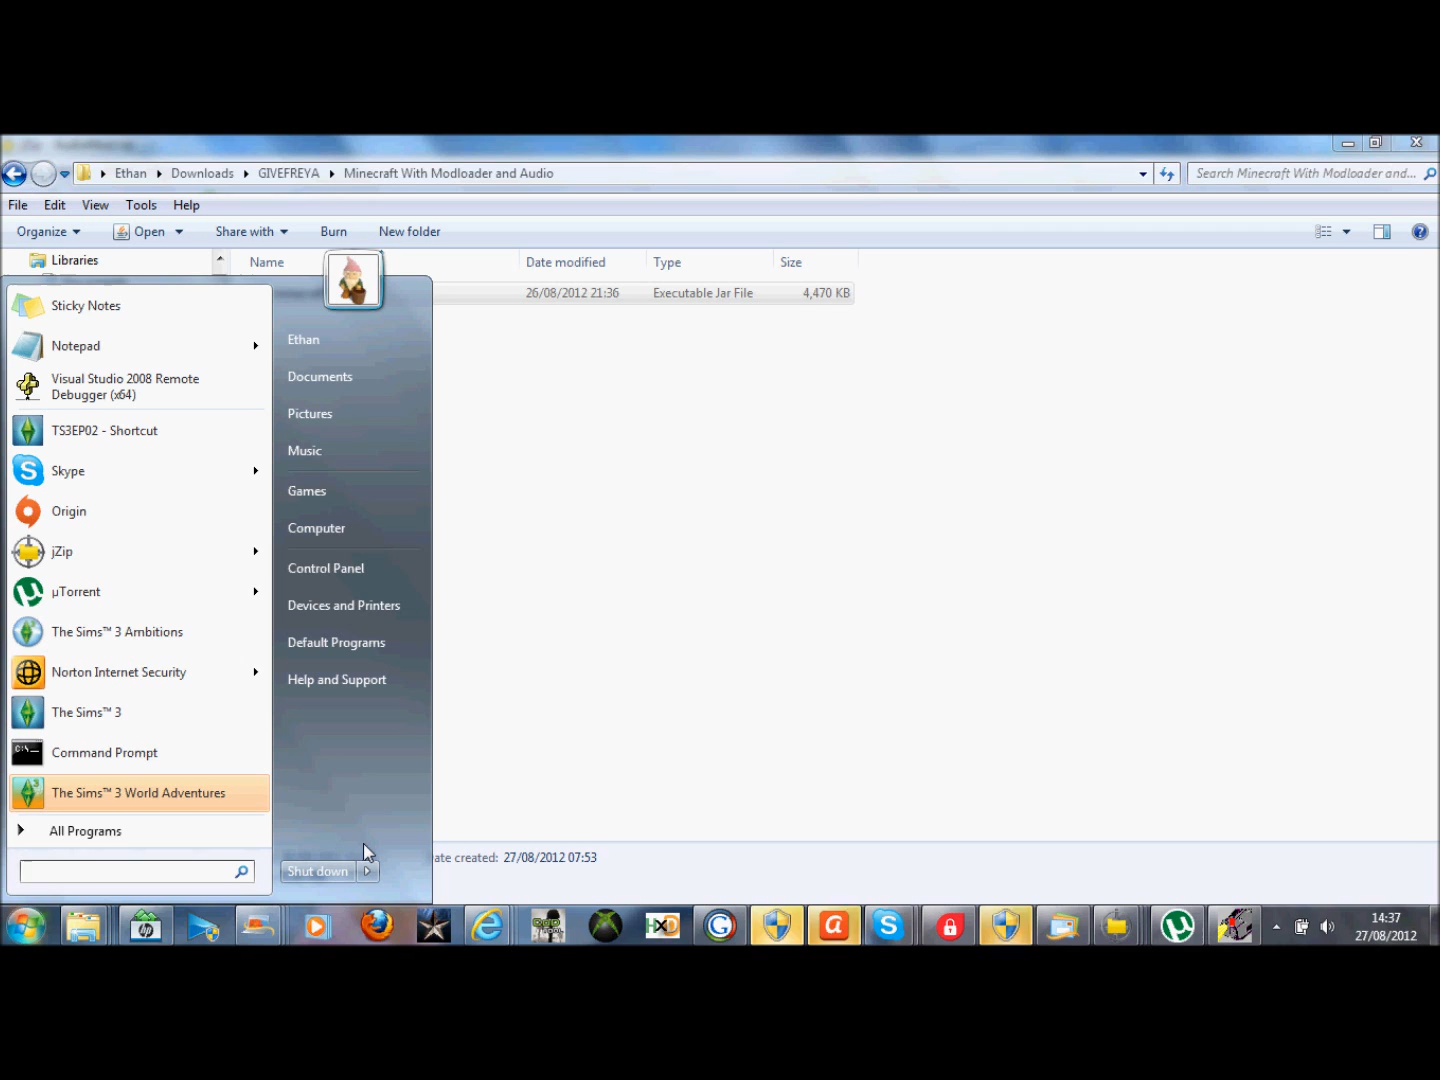 Ethan Downloads GIVEFREYA Minecraft With Modloader and Audio
Search Minecraft With Modloader and...
File Edit View Tools Help
Organize Open Share with Burn New folder
Libraries
Name Date modified Type Size
26/08/2012 21:36 Executable Jar File 4,470 KB
Sticky Notes
Notepad
Visual Studio 2008 Remote
Debugger (x64)
TS3EP02 - Shortcut
Skype
Origin
jZip
µTorrent
The Sims™ 3 Ambitions
Norton Internet Security
The Sims™ 3
Command Prompt
The Sims™ 3 World Adventures
All Programs
Ethan
Documents
Pictures
Music
Games
Computer
Control Panel
Devices and Printers
Default Programs
Help and Support
Shut down
ate created: 27/08/2012 07:53
14:37
27/08/2012